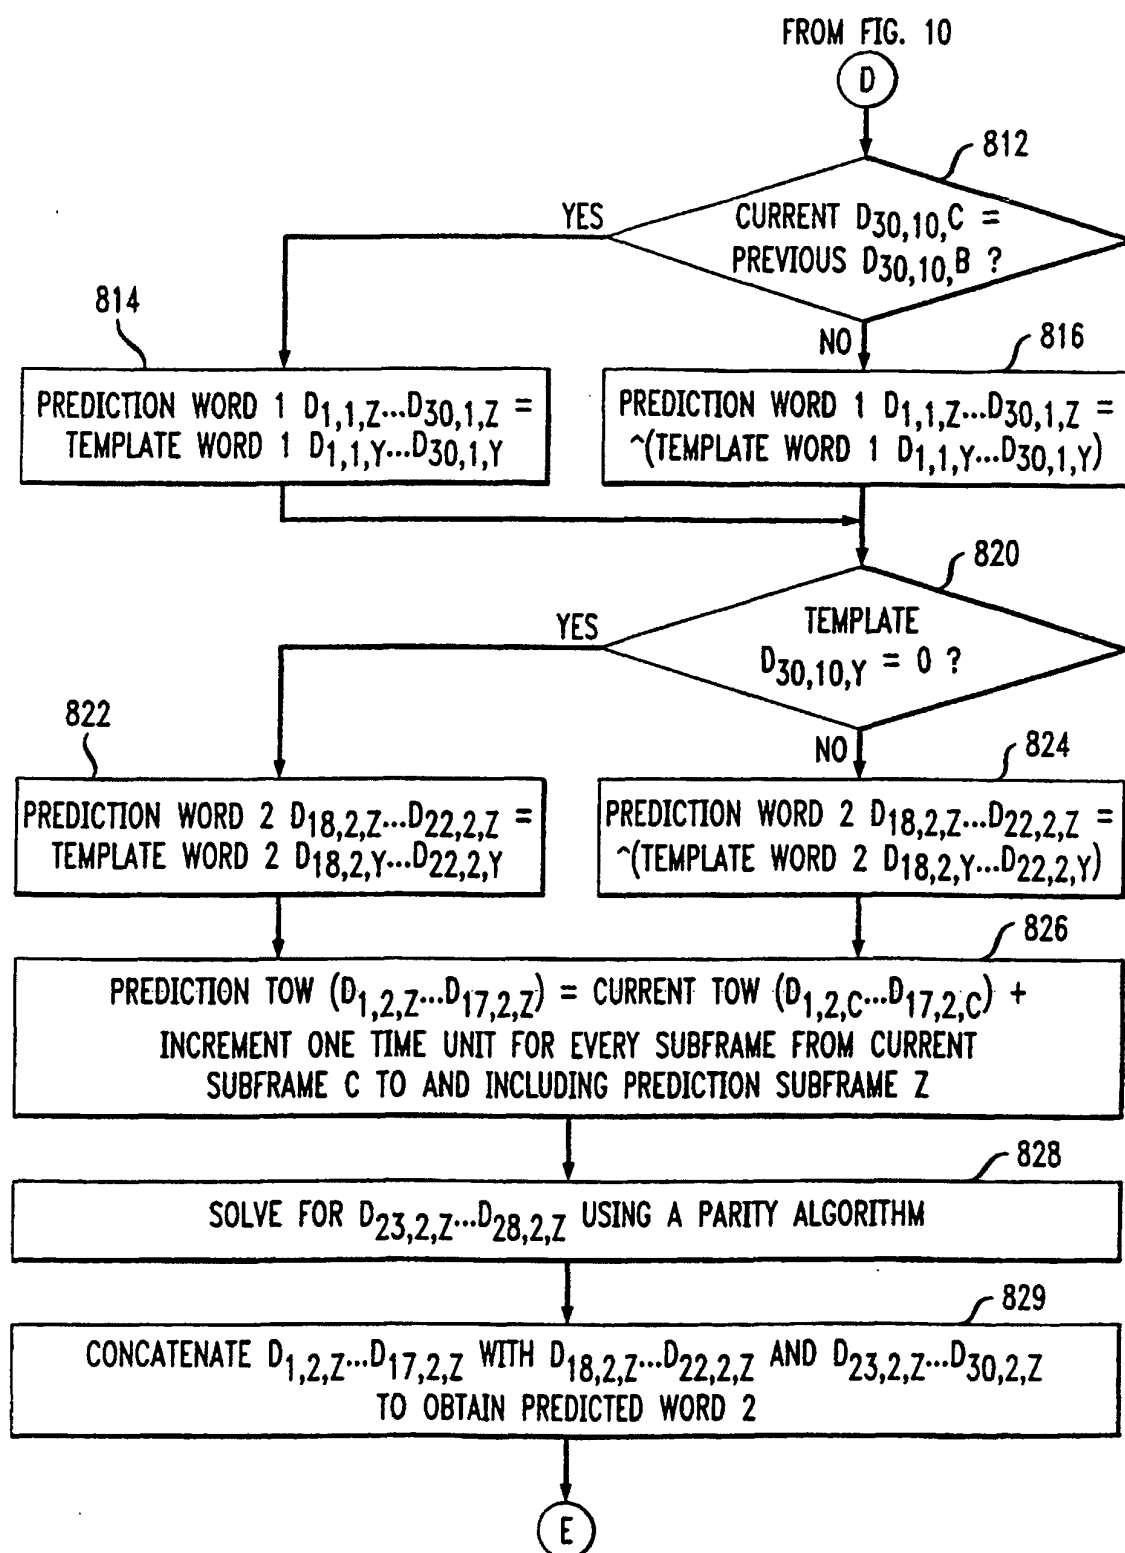 FROM FIG. 10
D
812
YES
CURRENT D30,10,C =
PREVIOUS D30,10,B ?
814
NO
816
PREDICTION WORD 1 D1,1,Z...D30,1,Z =
TEMPLATE WORD 1 D1,1,Y...D30,1,Y
PREDICTION WORD 1 D1,1,Z...D30,1,Z =
^(TEMPLATE WORD 1 D1,1,Y...D30,1,Y)
820
YES
TEMPLATE
D30,10,Y = 0 ?
822
NO
824
PREDICTION WORD 2 D18,2,Z...D22,2,Z =
TEMPLATE WORD 2 D18,2,Y...D22,2,Y
PREDICTION WORD 2 D18,2,Z...D22,2,Z =
^(TEMPLATE WORD 2 D18,2,Y...D22,2,Y)
826
PREDICTION TOW (D1,2,Z...D17,2,Z) = CURRENT TOW (D1,2,C...D17,2,C) +
INCREMENT ONE TIME UNIT FOR EVERY SUBFRAME FROM CURRENT
SUBFRAME C TO AND INCLUDING PREDICTION SUBFRAME Z
828
SOLVE FOR D23,2,Z...D28,2,Z USING A PARITY ALGORITHM
829
CONCATENATE D1,2,Z...D17,2,Z WITH D18,2,Z...D22,2,Z AND D23,2,Z...D30,2,Z
TO OBTAIN PREDICTED WORD 2
E